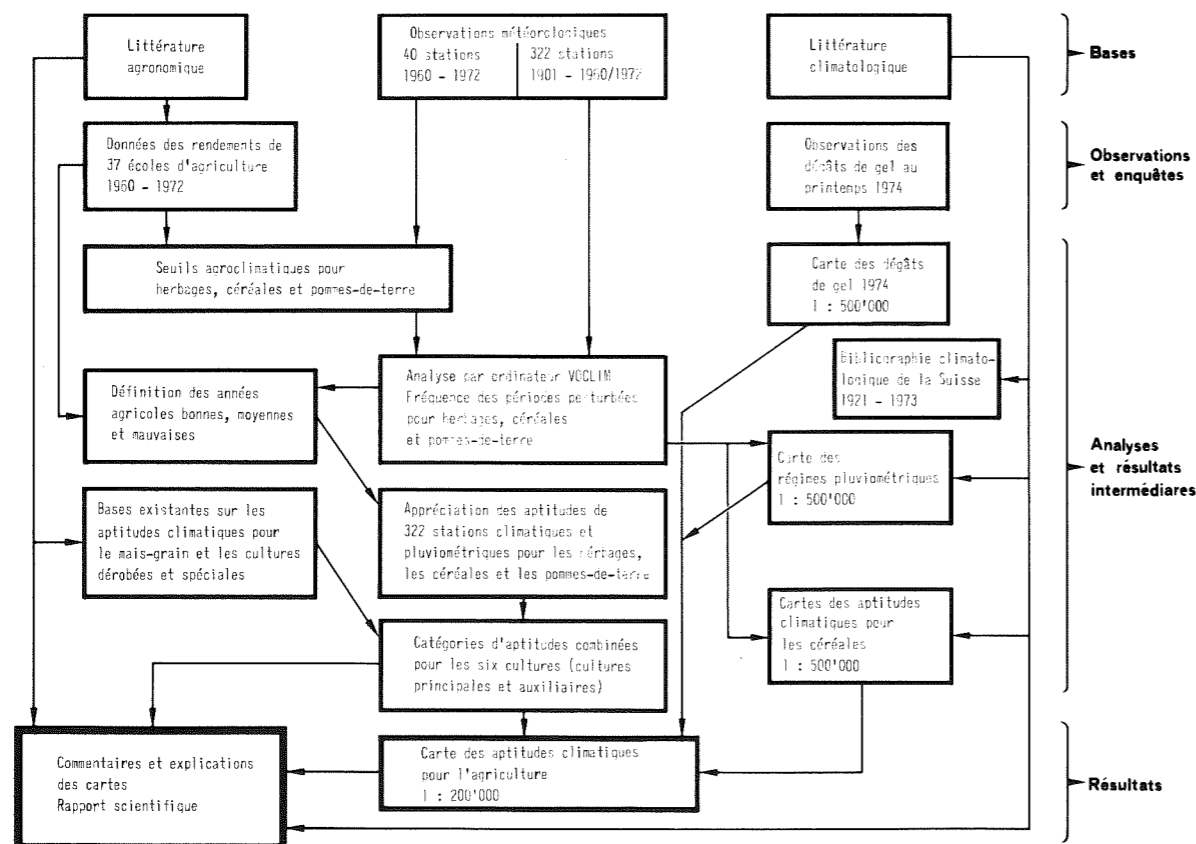 Littérature
agronomique
Observations météorologiques
40 stations
1960 - 1972
322 stations
1901 - 1960/1972
Littérature
climatologique
Bases
Données des rendements de
37 écoles d'agriculture
1960 - 1972
Observations des
dégâts de gel au
printemps 1974
Observations
et enquêtes
Seuils agroclimatiques pour
herbages, céréales et pommes-de-terre
Carte des dégâts
de gel 1974
1 : 500'000
Bibliographie climato-
logique de la Suisse
1921 - 1973
Définition des années
agricoles bonnes, moyennes
et mauvaises
Analyse par ordinateur VOCLIM
Fréquence des périodes perturbées
pour herbages, céréales
et pommes-de-terre
Carte des
régimes pluviométriques
1 : 500'000
Analyses
et résultats
intermédiares
Bases existantes sur les
aptitudes climatiques pour
le mais-grain et les cultures
dérobées et spéciales
Appréciation des aptitudes de
322 stations climatiques et
pluviométriques pour les herbages,
les céréales et les pommes-de-terre
Cartes des aptitudes
climatiques pour
les céréales
1 : 500'000
Catégories d'aptitudes combinées
pour les six cultures (cultures
principales et auxiliaires)
Commentaires et explications
des cartes
Rapport scientifique
Carte des aptitudes climatiques
pour l'agriculture
1 : 200'000
Résultats